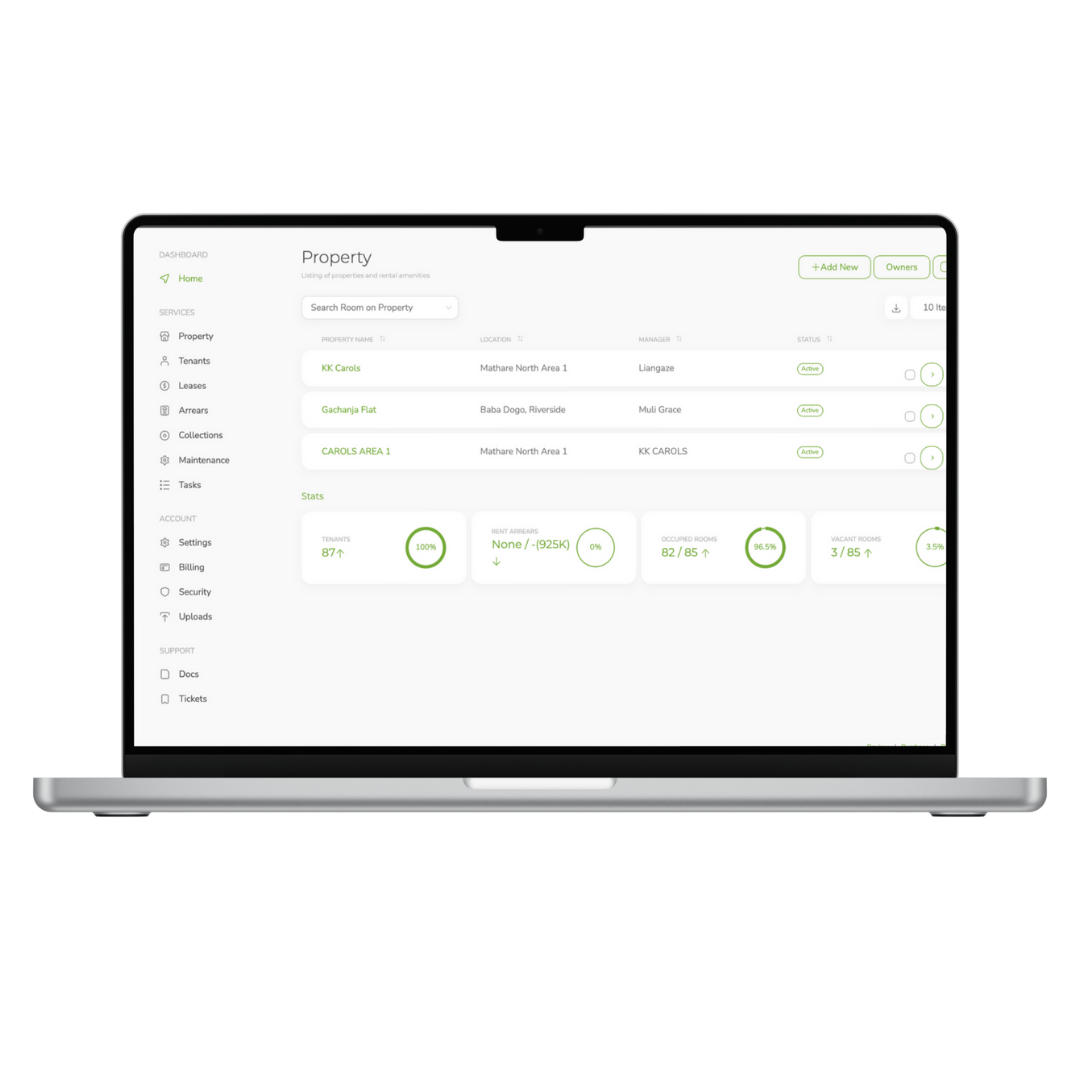 DASHBOARD
Home
SERVICES
Property
Tenants
Leases
Arrears
Collections
Maintenance
Tasks
ACCOUNT
Settings
Billing
Security
Uploads
SUPPORT
Docs
Tickets
Property
Listing of properties and rental amenities
+Add New
Owners
Search Room on Property
10 Ite
PROPERTY NAME LOCATION MANAGER STATUS
KK Carols Mathare North Area 1 Liangaze Active
Gachanja Flat Baba Dogo, Riverside Muli Grace Active
CAROLS AREA 1 Mathare North Area 1 KK CAROLS Active
Stats
TENANTS
87↑
100%
RENT ARREARS
None / -(925K)
↓
0%
OCCUPIED ROOMS
82 / 85 ↑
96.5%
VACANT ROOMS
3 / 85 ↑
3.5%